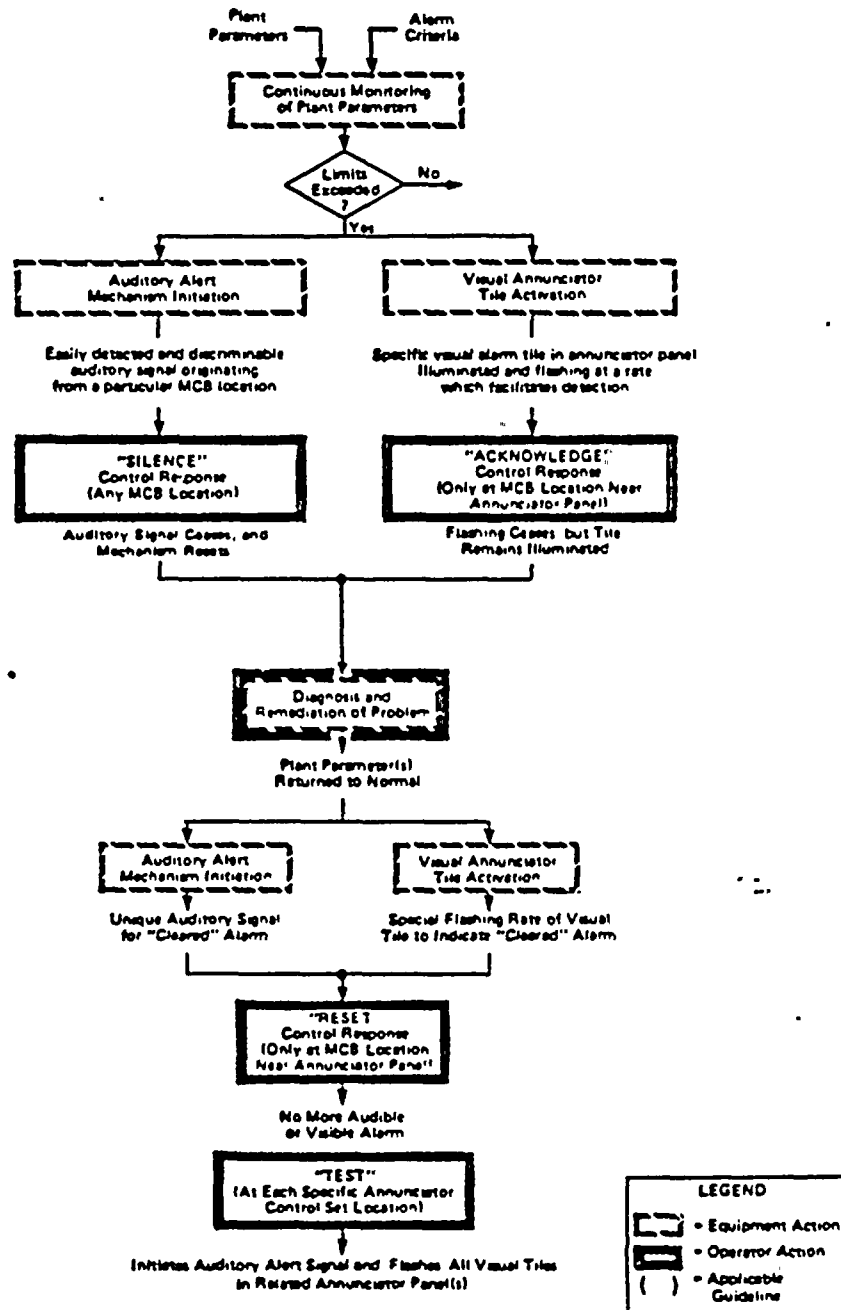 Plant
Parameters
Alarm
Criteria
Continuous Monitoring
of Plant Parameters
Limits
Exceeded
?
No
Yes
Auditory Alert
Mechanism Initiation
Visual Annunciator
Tile Activation
Easily detected and discriminable
auditory signal originating
from a particular MCB location
Specific visual alarm tile in annunciator panel
illuminated and flashing at a rate
which facilitates detection
"SILENCE"
Control Response
(Any MCB Location)
"ACKNOWLEDGE"
Control Response
(Only at MCB Location Near
Annunciator Panel)
Auditory Signal Ceases, and
Mechanism Resets
Flashing Ceases, but Tile
Remains Illuminated
Diagnosis and
Remediation of Problem
Plant Parameter(s)
Returned to Normal
Auditory Alert
Mechanism Initiation
Visual Annunciator
Tile Activation
Unique Auditory Signal
for "Cleared" Alarm
Special Flashing Rate of Visual
Tile to Indicate "Cleared" Alarm
"RESET
Control Response
(Only at MCB Location
Near Annunciator Panel)
No More Audible
or Visible Alarm
"TEST"
(At Each Specific Annunciator
Control Set Location)
Initiates Auditory Alert Signal and Flashes All Visual Tiles
in Related Annunciator Panel(s)
LEGEND
= Equipment Action
= Operator Action
( ) = Applicable
Guideline